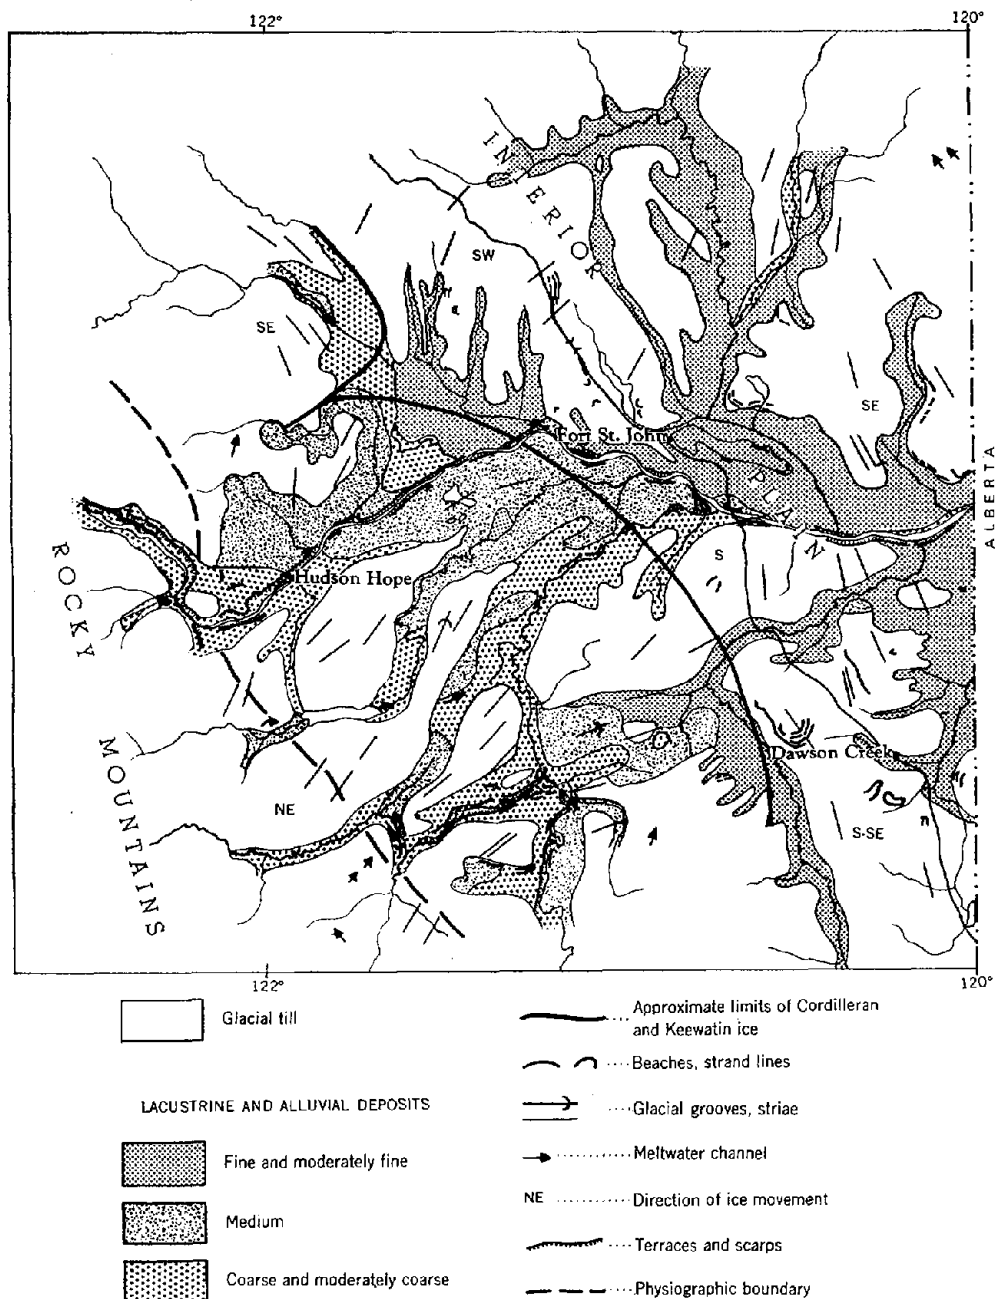 122°
120°
INTERIOR
SW
SE
SE
Fort St. John
PLAIN
ALBERTA
ROCKY
Hudson Hope
S
MOUNTAINS
Dawson Creek
NE
S-SE
122°
120°
Glacial till
LACUSTRINE AND ALLUVIAL DEPOSITS
Fine and moderately fine
Medium
Coarse and moderately coarse
Approximate limits of Cordilleran
and Keewatin ice
Beaches, strand lines
Glacial grooves, striae
Meltwater channel
NE Direction of ice movement
Terraces and scarps
Physiographic boundary